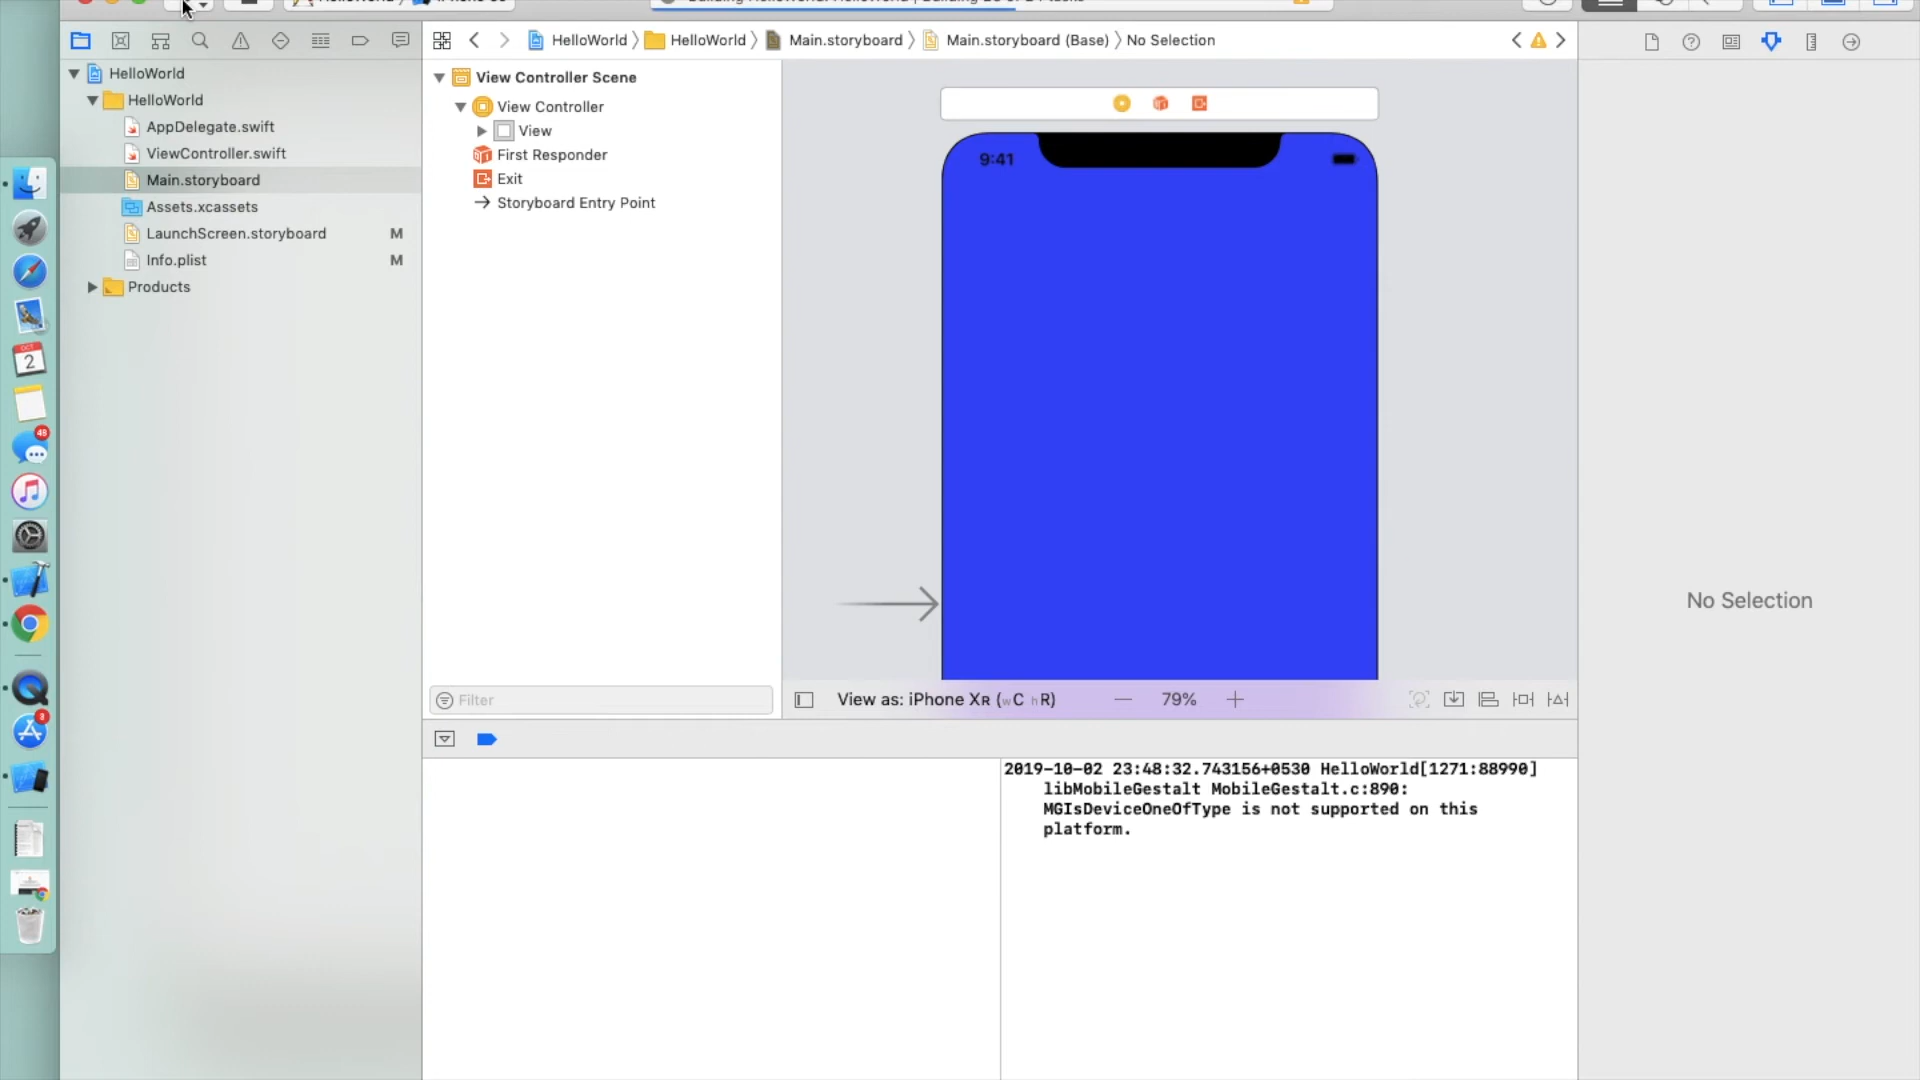 HelloWorld
HelloWorld
AppDelegate.swift
ViewController.swift
Main.storyboard
Assets.xcassets
LaunchScreen.storyboard M
Info.plist M
Products
HelloWorld HelloWorld Main.storyboard Main.storyboard (Base) No Selection
View Controller Scene
View Controller
View
First Responder
Exit
Storyboard Entry Point
Filter
9:41
View as: iPhone XR (wC hR) 79%
2019-10-02 23:48:32.743156+0530 HelloWorld[1271:88990]
libMobileGestalt MobileGestalt.c:890:
MGIsDeviceOneOfType is not supported on this
platform.
No Selection
OCT
2
49